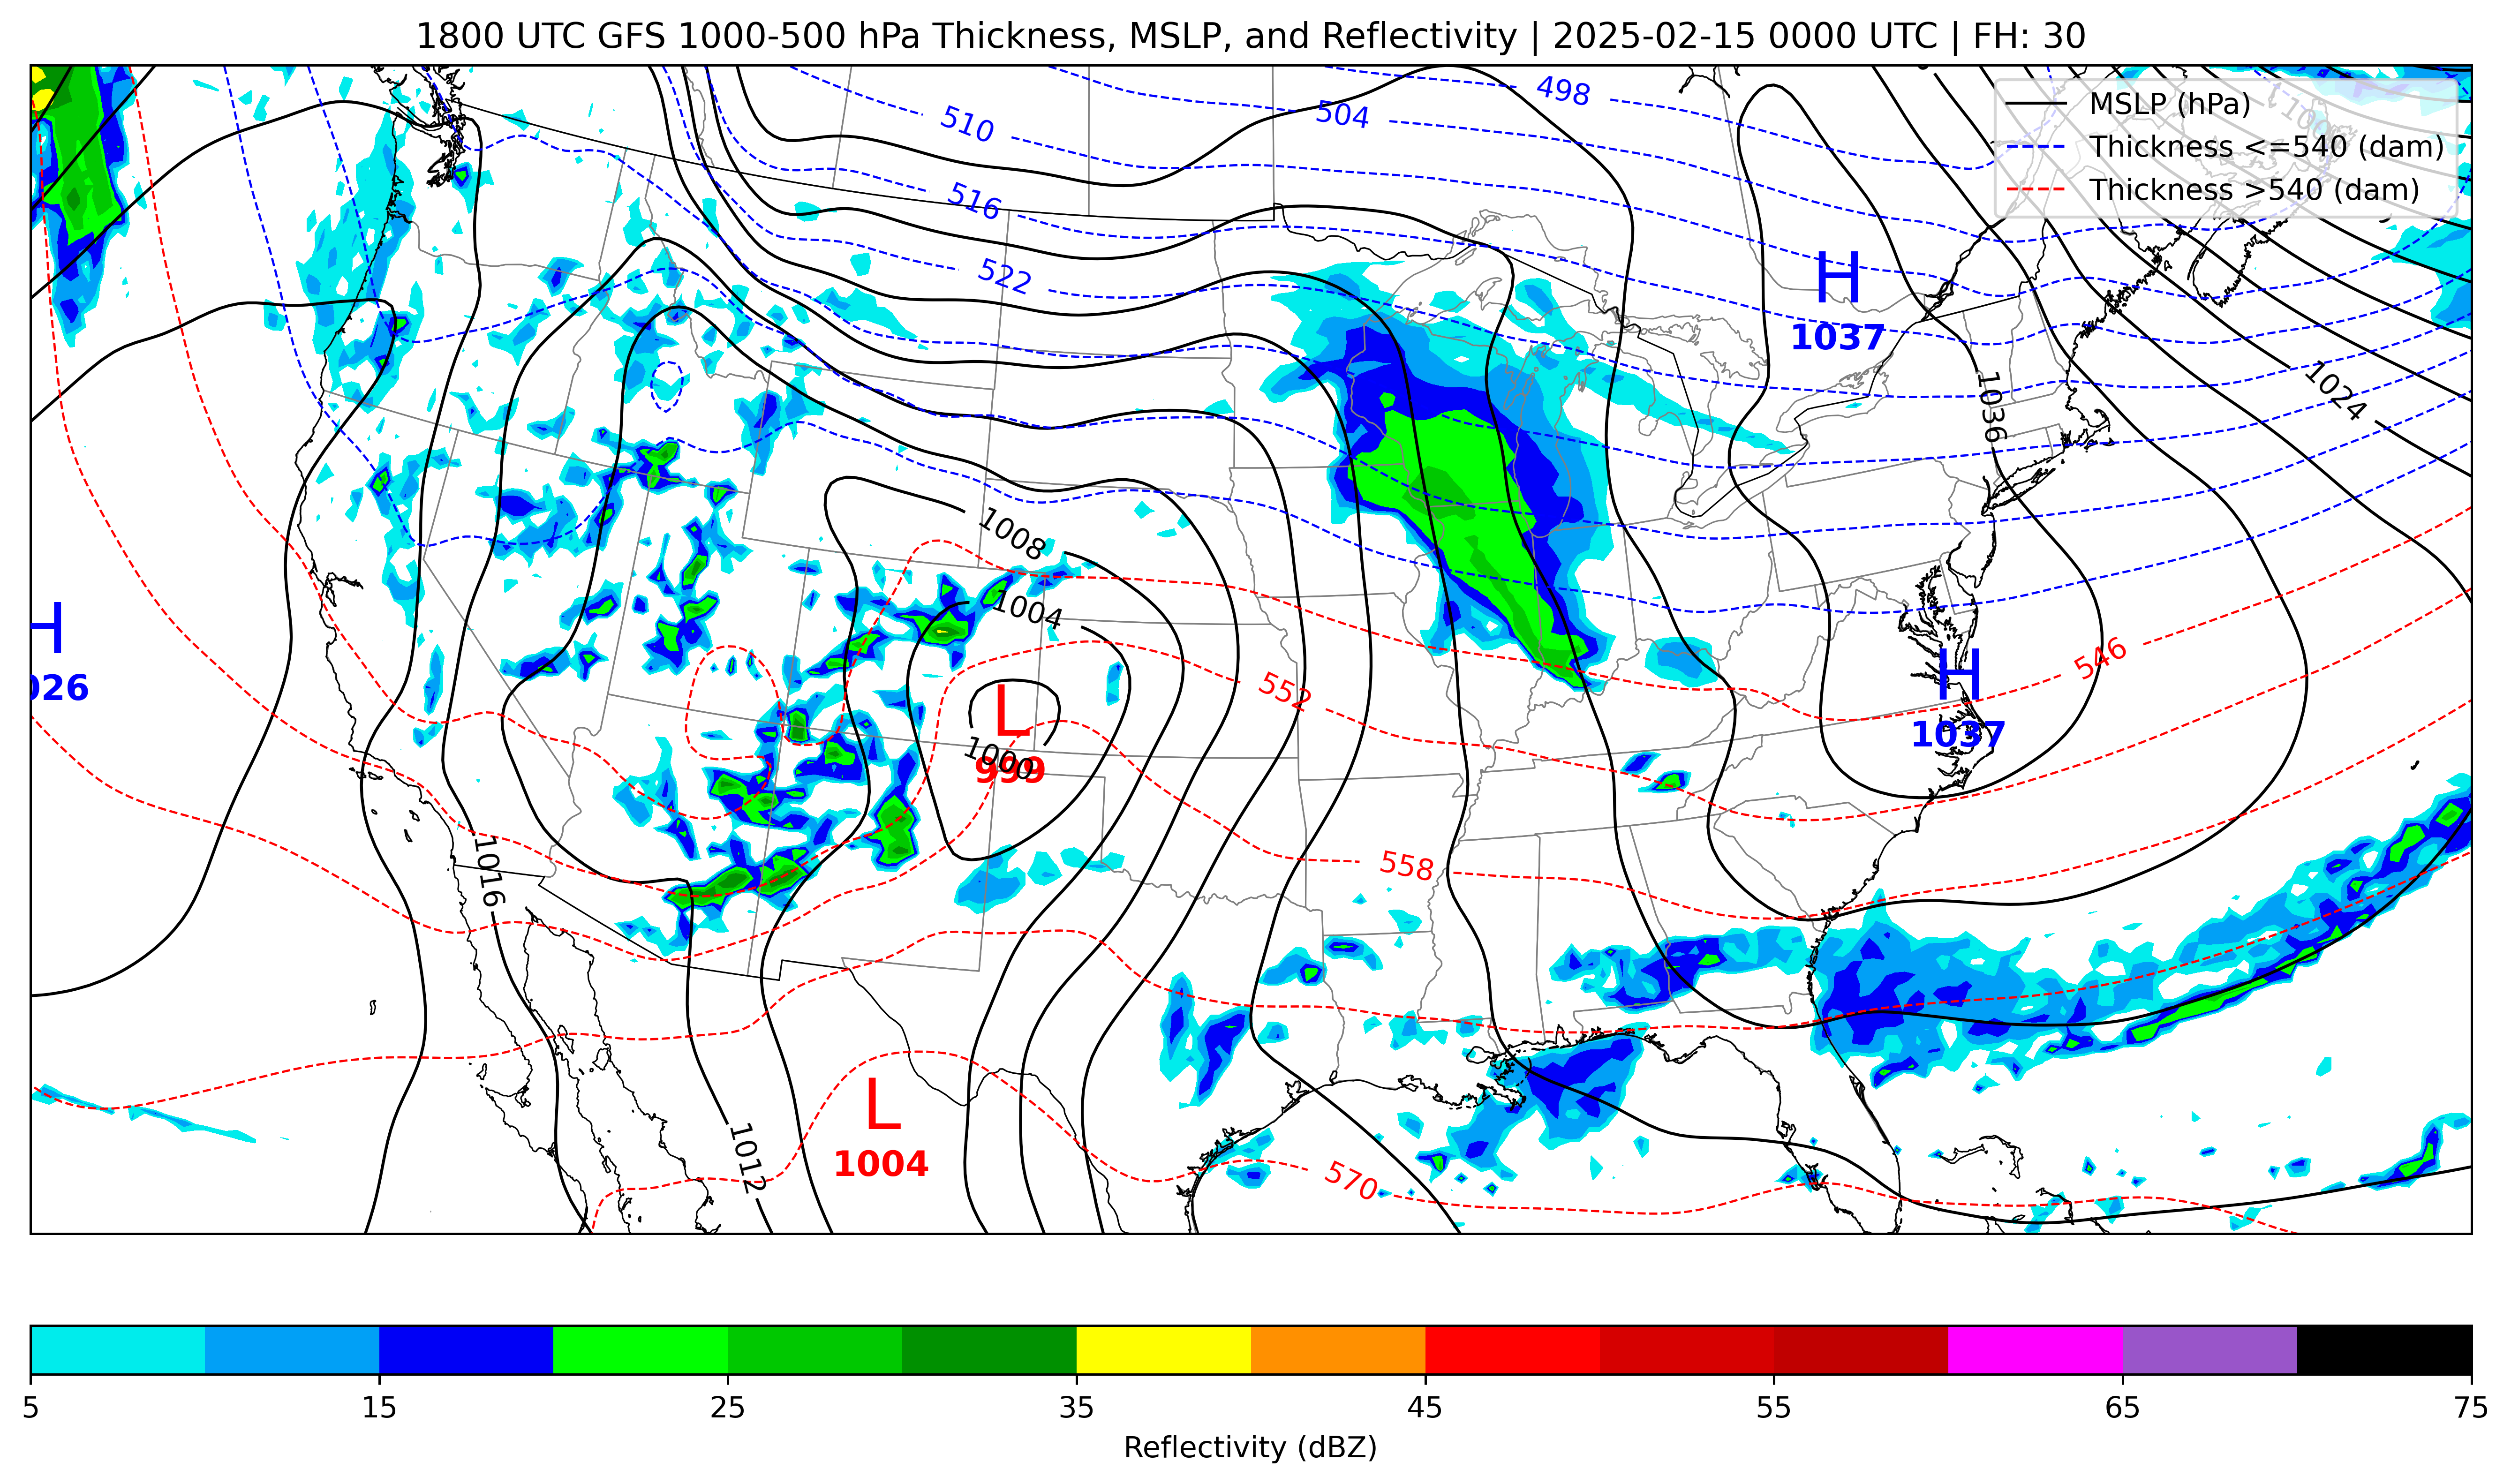 1800 UTC GFS 1000-500 hPa Thickness, MSLP, and Reflectivity | 2025-02-15 0000 UTC | FH: 30
MSLP (hPa)
Thickness <=540 (dam)
Thickness >540 (dam)
498
504
510
516
522
H
1037
1036
1024
1008
1004
H
026
L
1000
999
552
546
H
1037
558
1016
L
1004
1012
570
5 15 25 35 45 55 65 75
Reflectivity (dBZ)